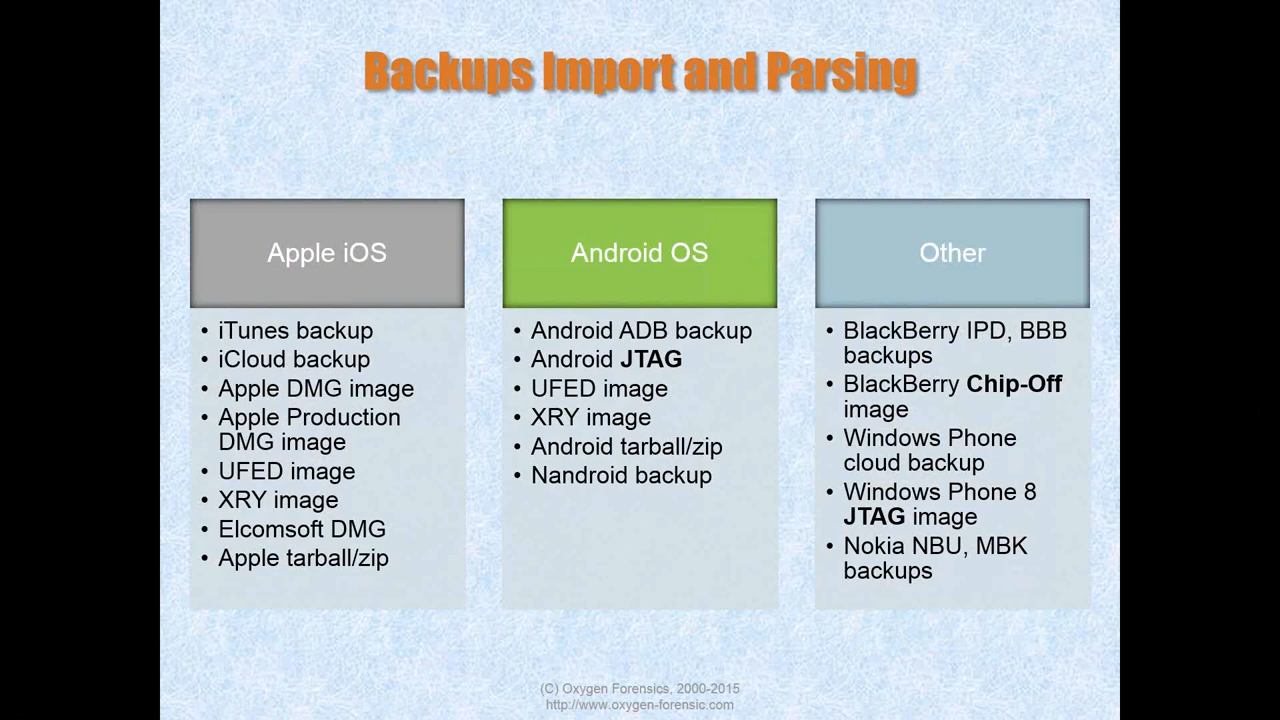 Backups Import and Parsing
Apple iOS
• iTunes backup
• iCloud backup
• Apple DMG image
• Apple Production
DMG image
• UFED image
• XRY image
• Elcomsoft DMG
• Apple tarball/zip
Android OS
• Android ADB backup
• Android JTAG
• UFED image
• XRY image
• Android tarball/zip
• Nandroid backup
Other
• BlackBerry IPD, BBB
backups
• BlackBerry Chip-Off
image
• Windows Phone
cloud backup
• Windows Phone 8
JTAG image
• Nokia NBU, MBK
backups
(C) Oxygen Forensics, 2000-2015
http://www.oxygen-forensic.com